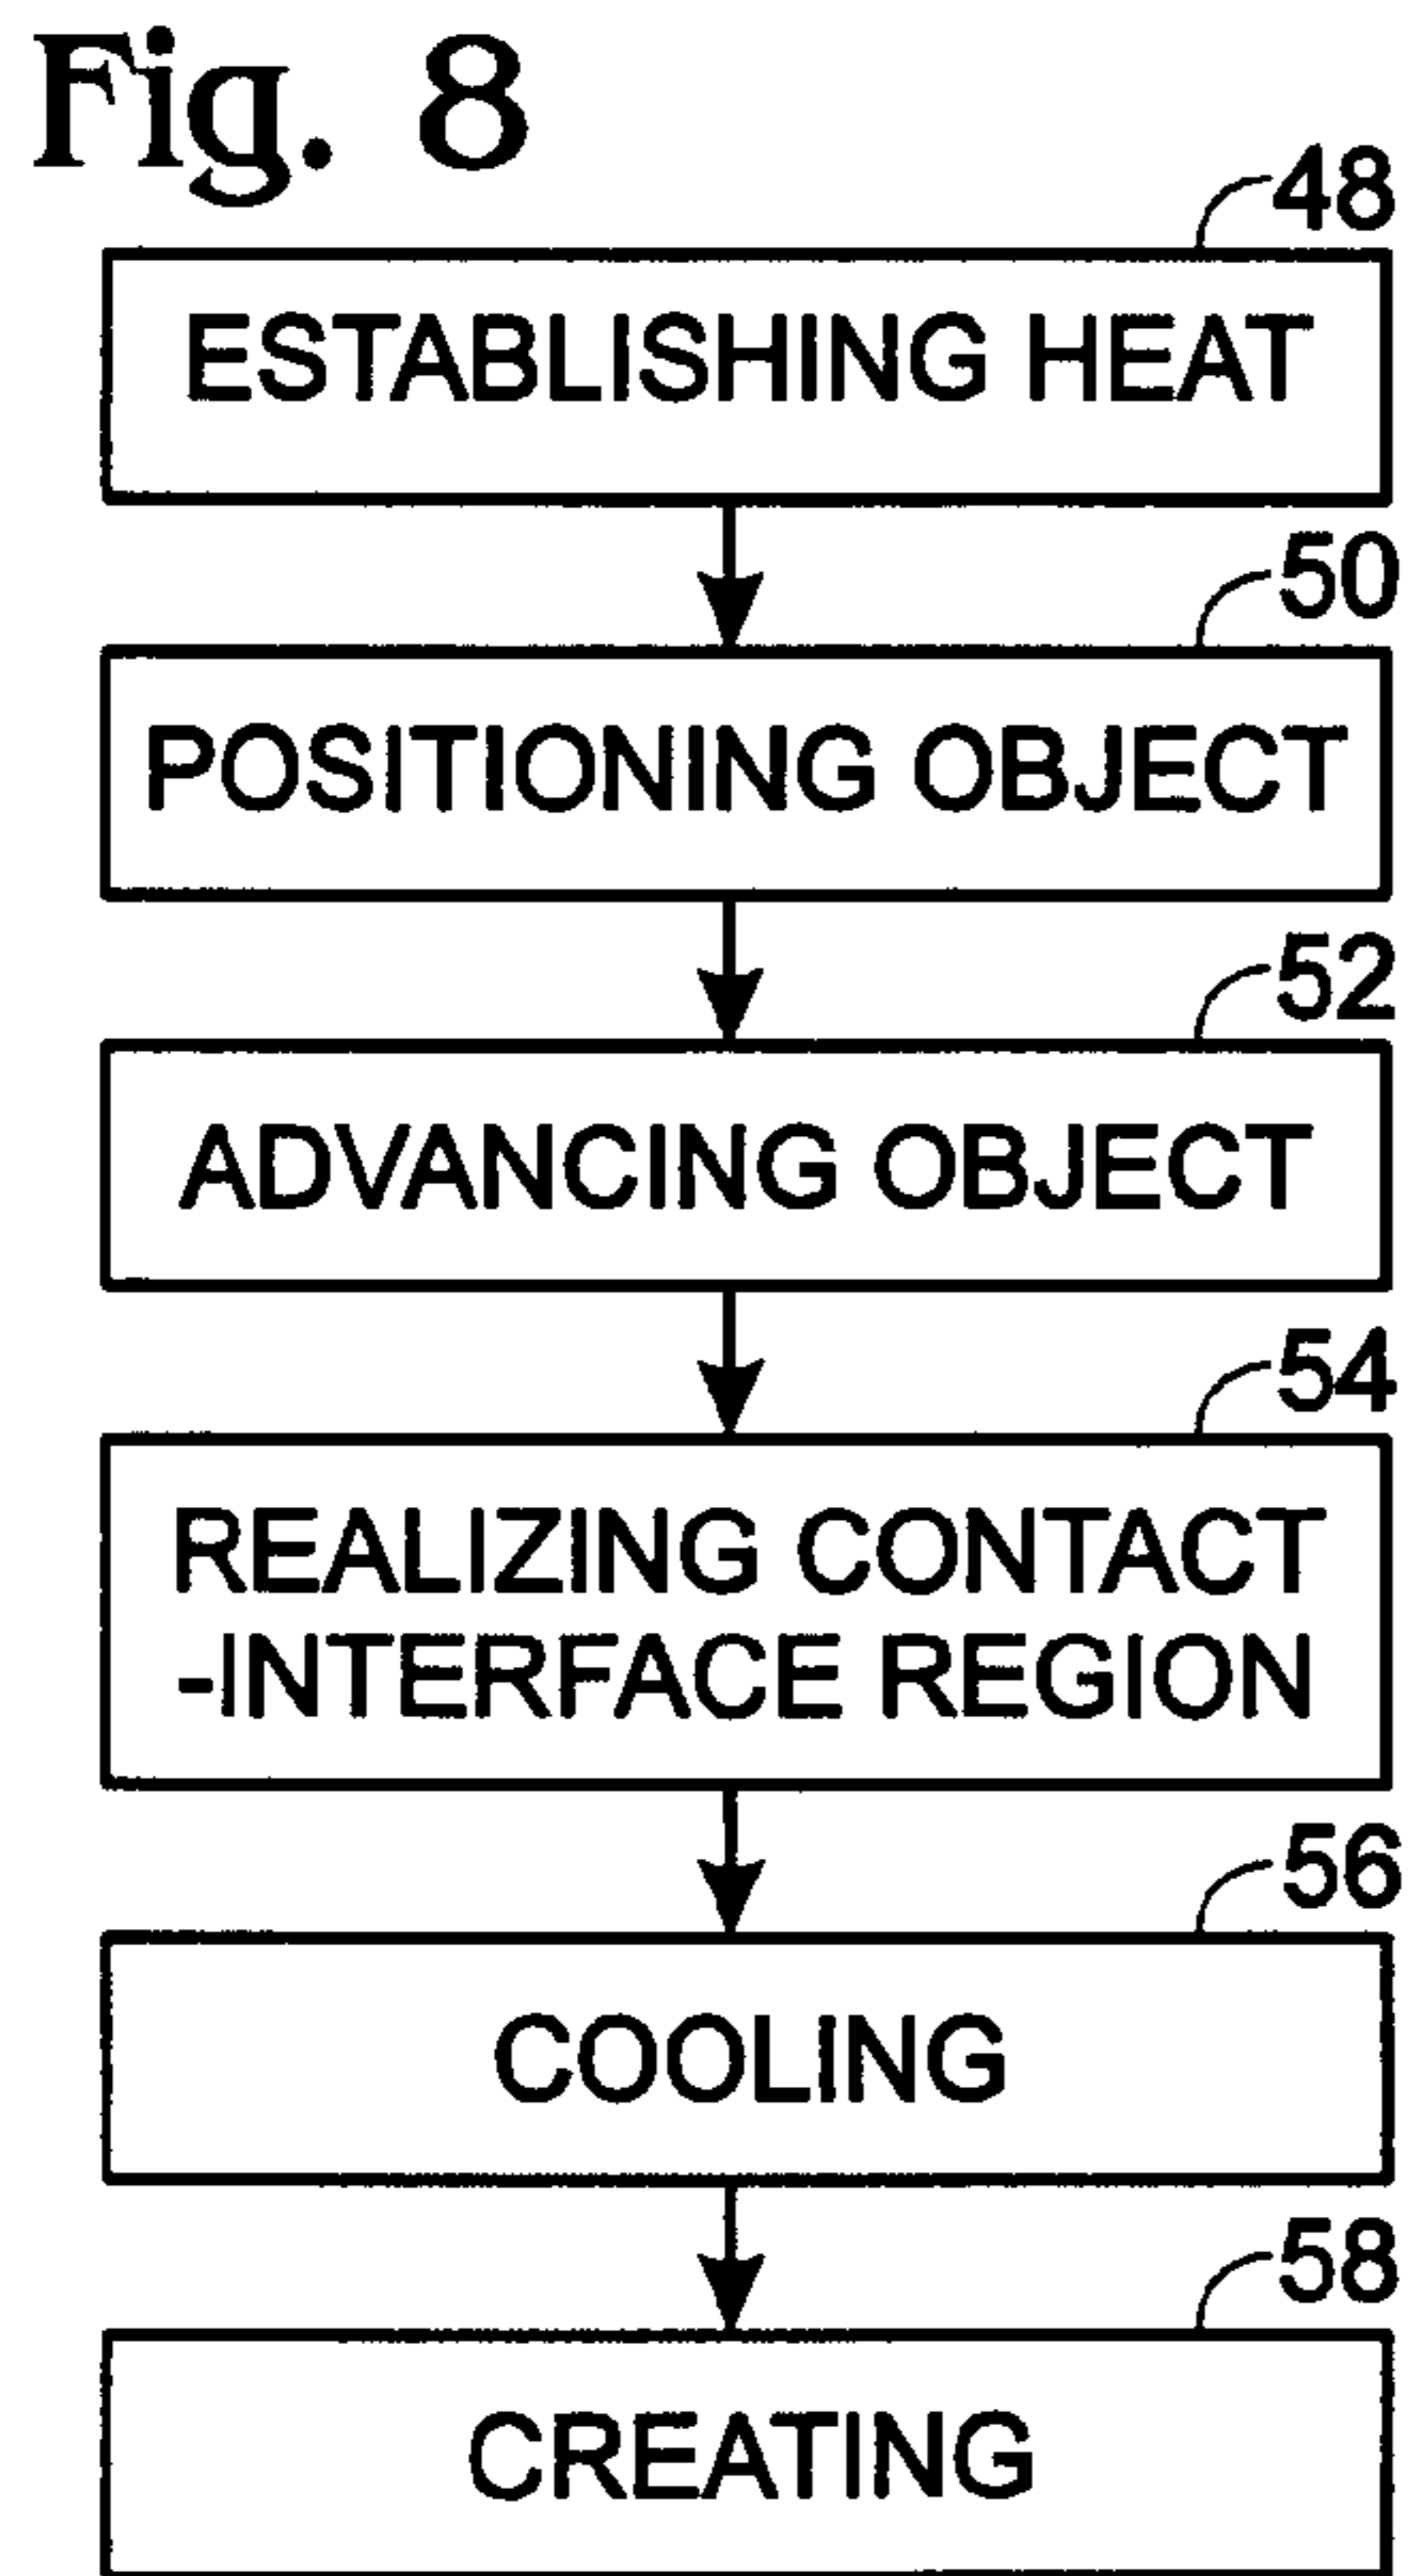 Fig. 8
48
ESTABLISHING HEAT
50
POSITIONING OBJECT
52
ADVANCING OBJECT
54
REALIZING CONTACT
-INTERFACE REGION
56
COOLING
58
CREATING